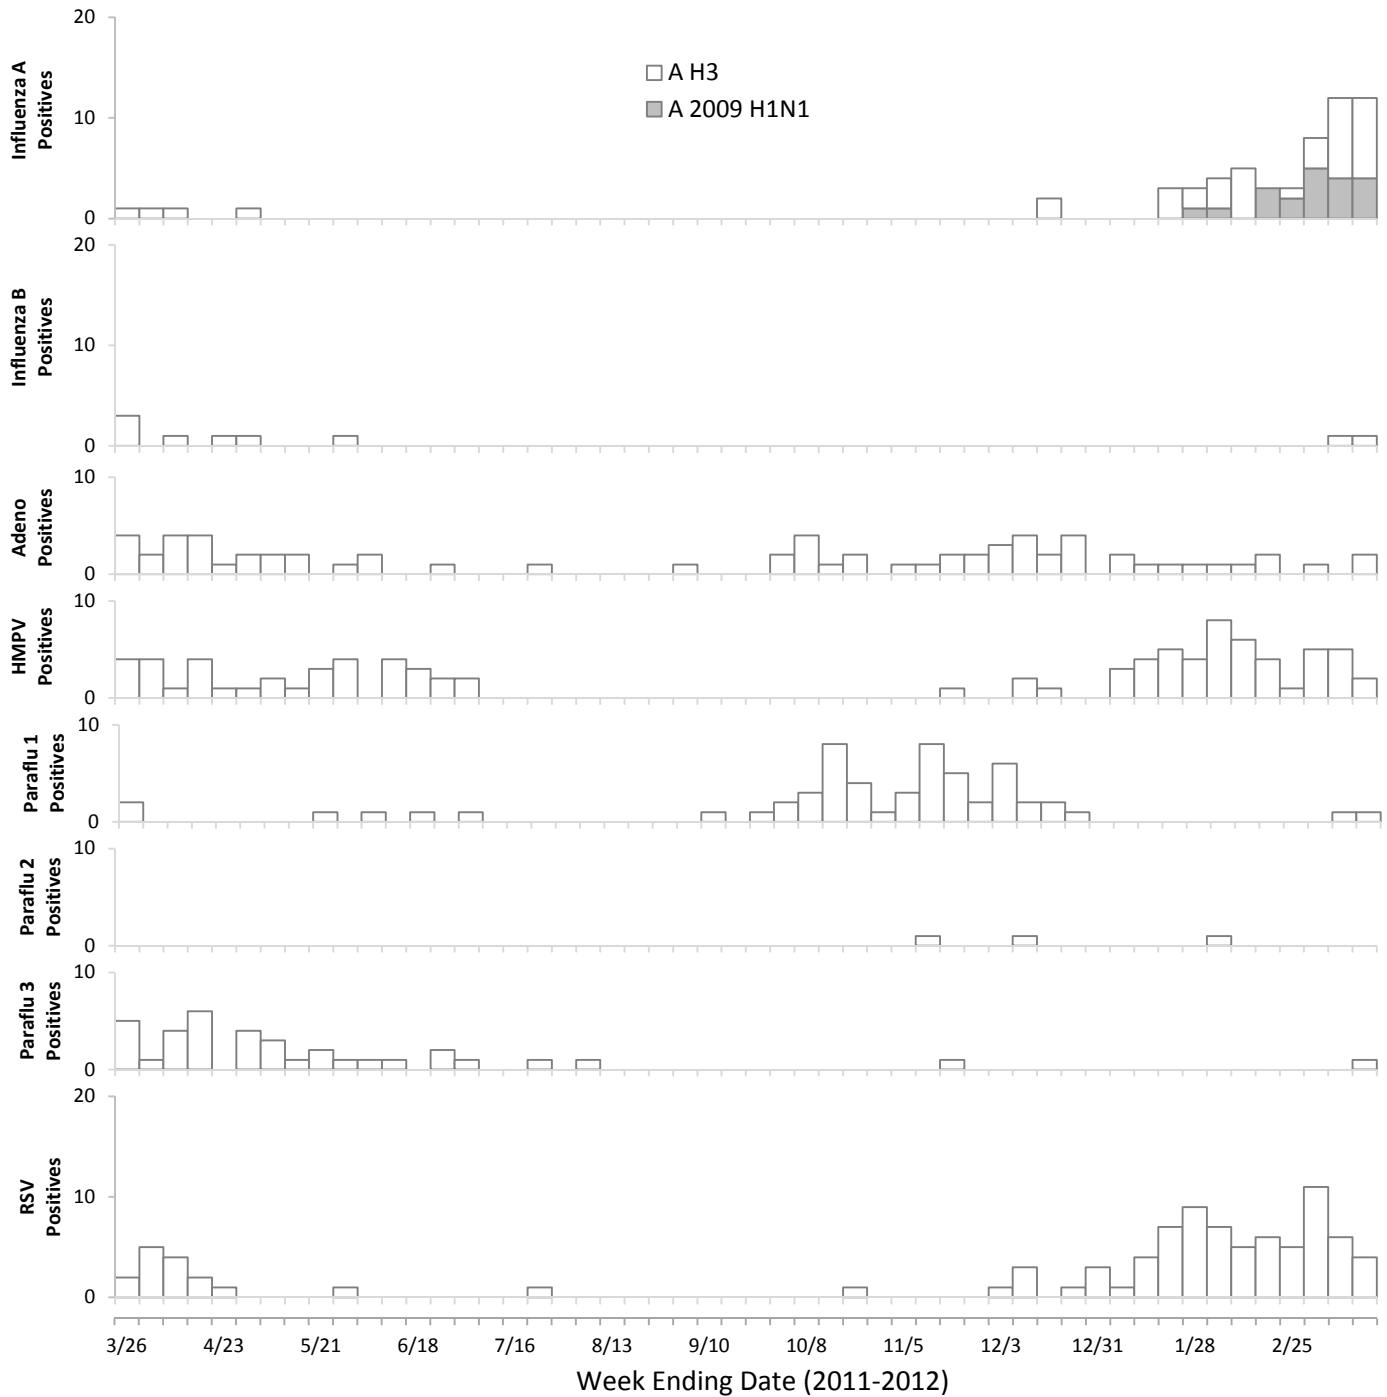 20
10
0
Influenza A
Positives
A H3
A 2009 H1N1
20
10
0
Influenza B
Positives
10
0
Adeno
Positives
10
0
HMPV
Positives
10
0
Paraflu 1
Positives
10
0
Paraflu 2
Positives
10
0
Paraflu 3
Positives
20
10
0
RSV
Positives
3/26 4/23 5/21 6/18 7/16 8/13 9/10 10/8 11/5 12/3 12/31 1/28 2/25
Week Ending Date (2011-2012)